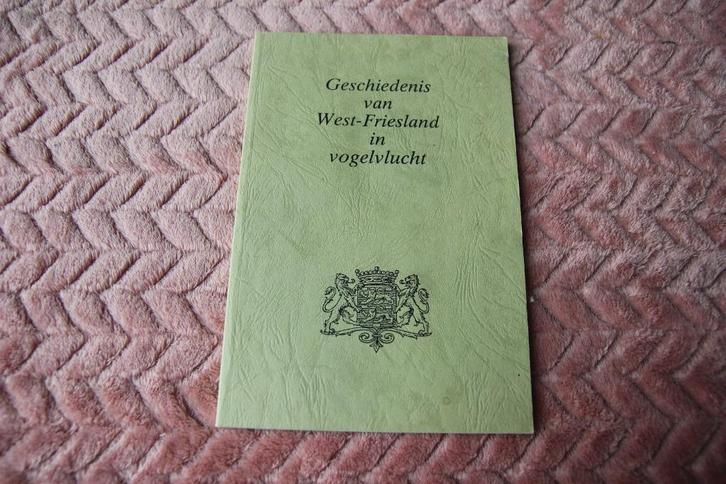 Geschiedenis
van
West-Friesland
in
vogelvlucht